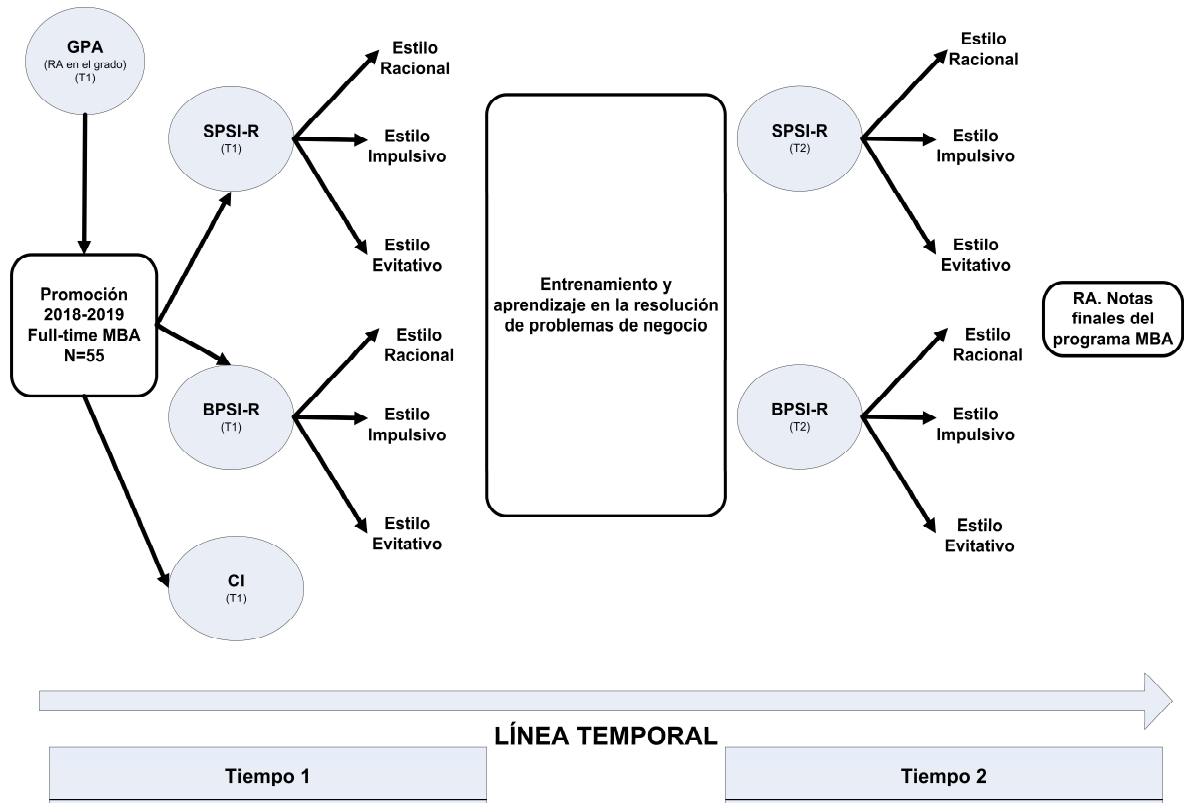 GPA
(RA en el grado)
(T1)
Promoción
2018-2019
Full-time MBA
N=55
SPSI-R
(T1)
Estilo
Racional
Estilo
Impulsivo
Estilo
Evitativo
BPSI-R
(T1)
Estilo
Racional
Estilo
Impulsivo
Estilo
Evitativo
CI
(T1)
Entrenamiento y
aprendizaje en la resolución
de problemas de negocio
SPSI-R
(T2)
Estilo
Racional
Estilo
Impulsivo
Estilo
Evitativo
BPSI-R
(T2)
Estilo
Racional
Estilo
Impulsivo
Estilo
Evitativo
RA. Notas
finales del
programa MBA
LÍNEA TEMPORAL
Tiempo 1
Tiempo 2